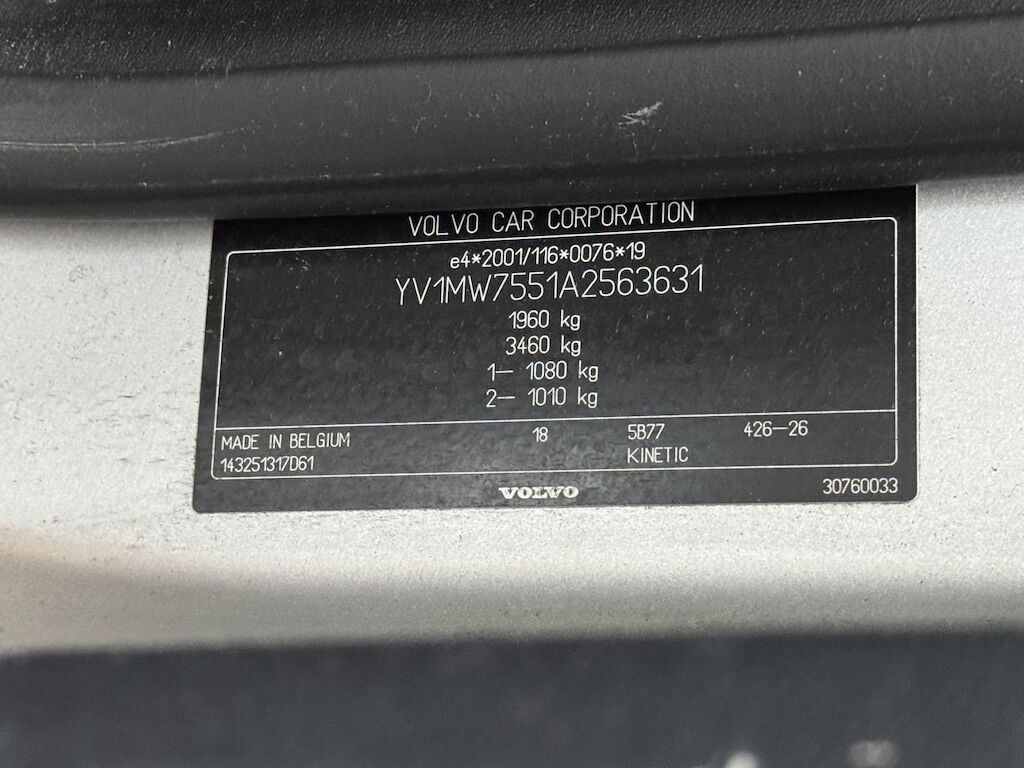 VOLVO CAR CORPORATION
e4*2001/116*0076*19
YV1MW7551A2563631
1960 kg
3460 kg
1— 1080 kg
2— 1010 kg
MADE IN BELGIUM 18 5B77 426-26
143251317D61 KINETIC
VOLVO 30760033